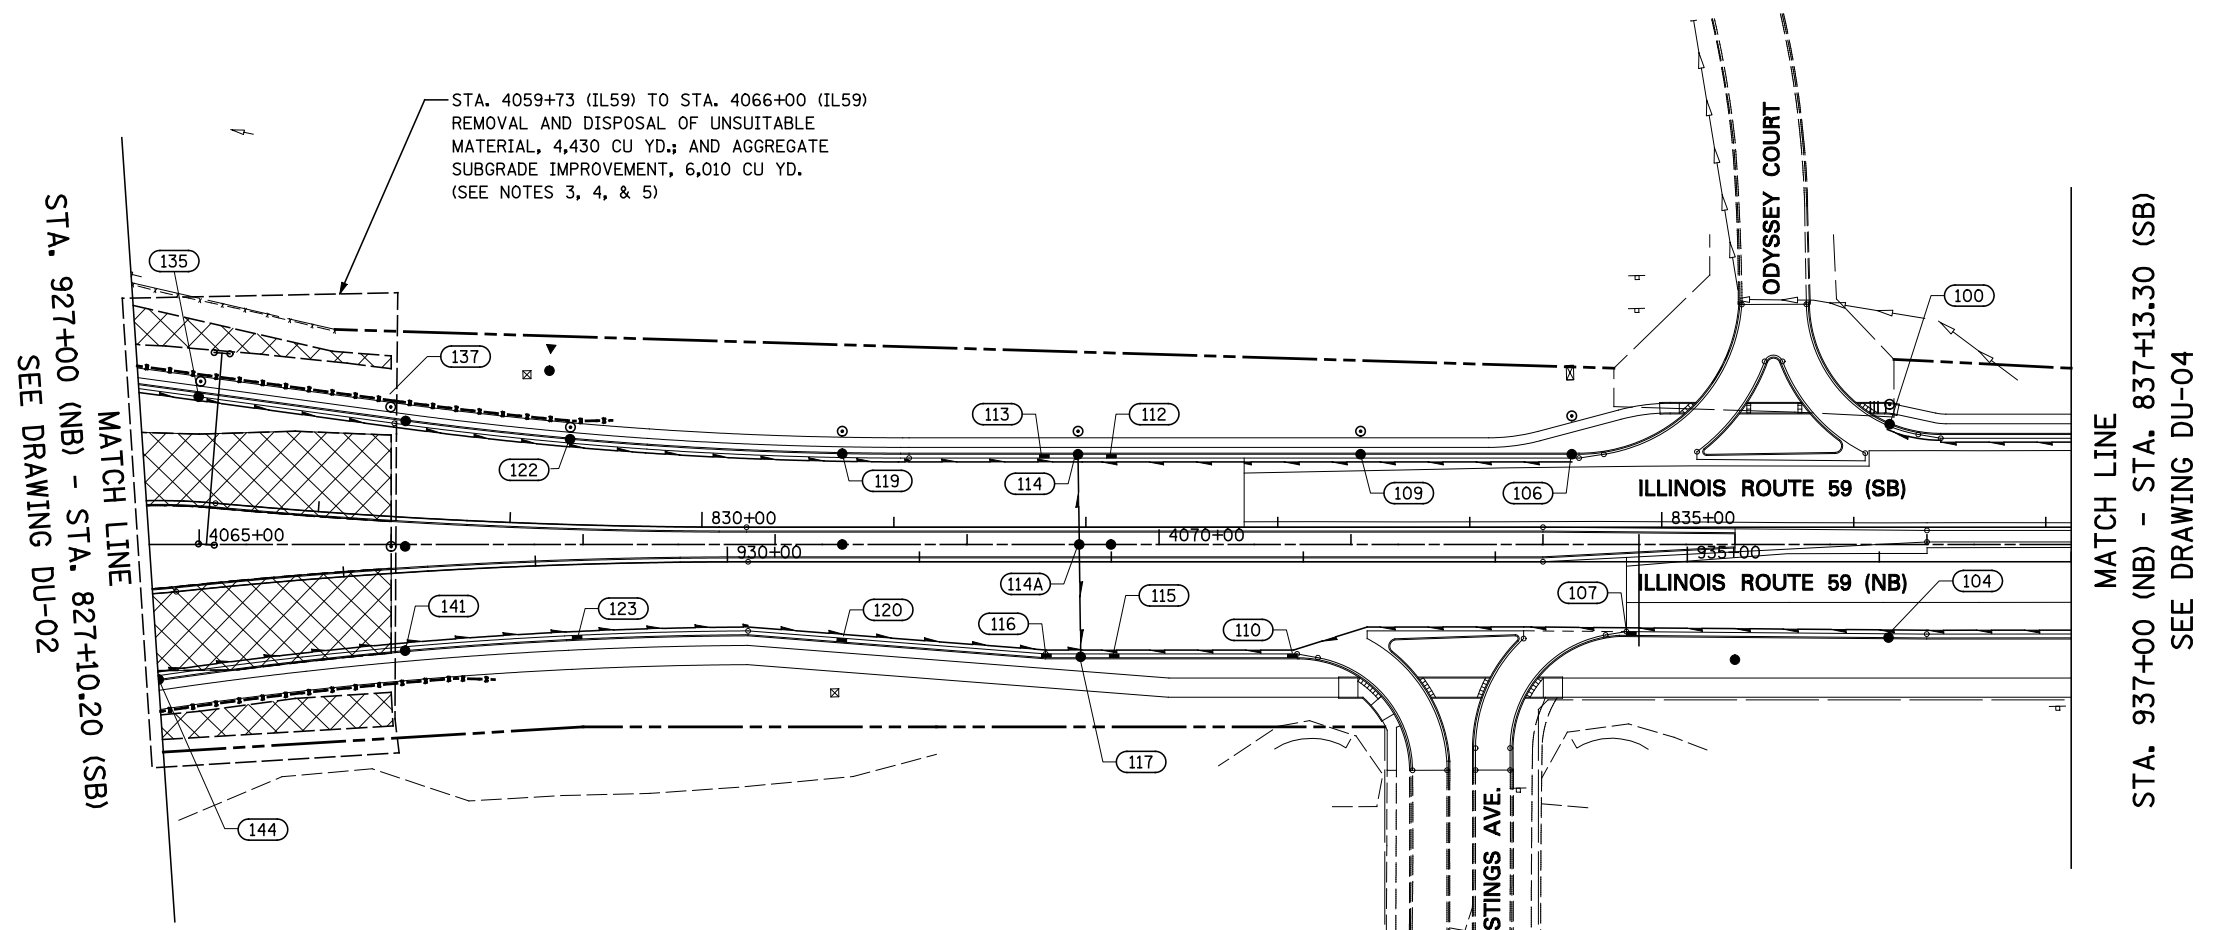 STA. 4059+73 (IL59) TO STA. 4066+00 (IL59)
REMOVAL AND DISPOSAL OF UNSUITABLE
MATERIAL, 4,430 CU YD.; AND AGGREGATE
SUBGRADE IMPROVEMENT, 6,010 CU YD.
(SEE NOTES 3, 4, & 5)
MATCH LINE
STA. 927+00 (NB) - STA. 827+10.20 (SB)
SEE DRAWING DU-02
135
137
122
119
113
112
114
109
106
100
ODYSSEY COURT
ILLINOIS ROUTE 59 (SB)
830+00
835+00
4065+00
4070+00
930+00
935+00
ILLINOIS ROUTE 59 (NB)
114A
141
123
120
116
115
110
107
104
117
144
STINGS AVE.
MATCH LINE
STA. 937+00 (NB) - STA. 837+13.30 (SB)
SEE DRAWING DU-04